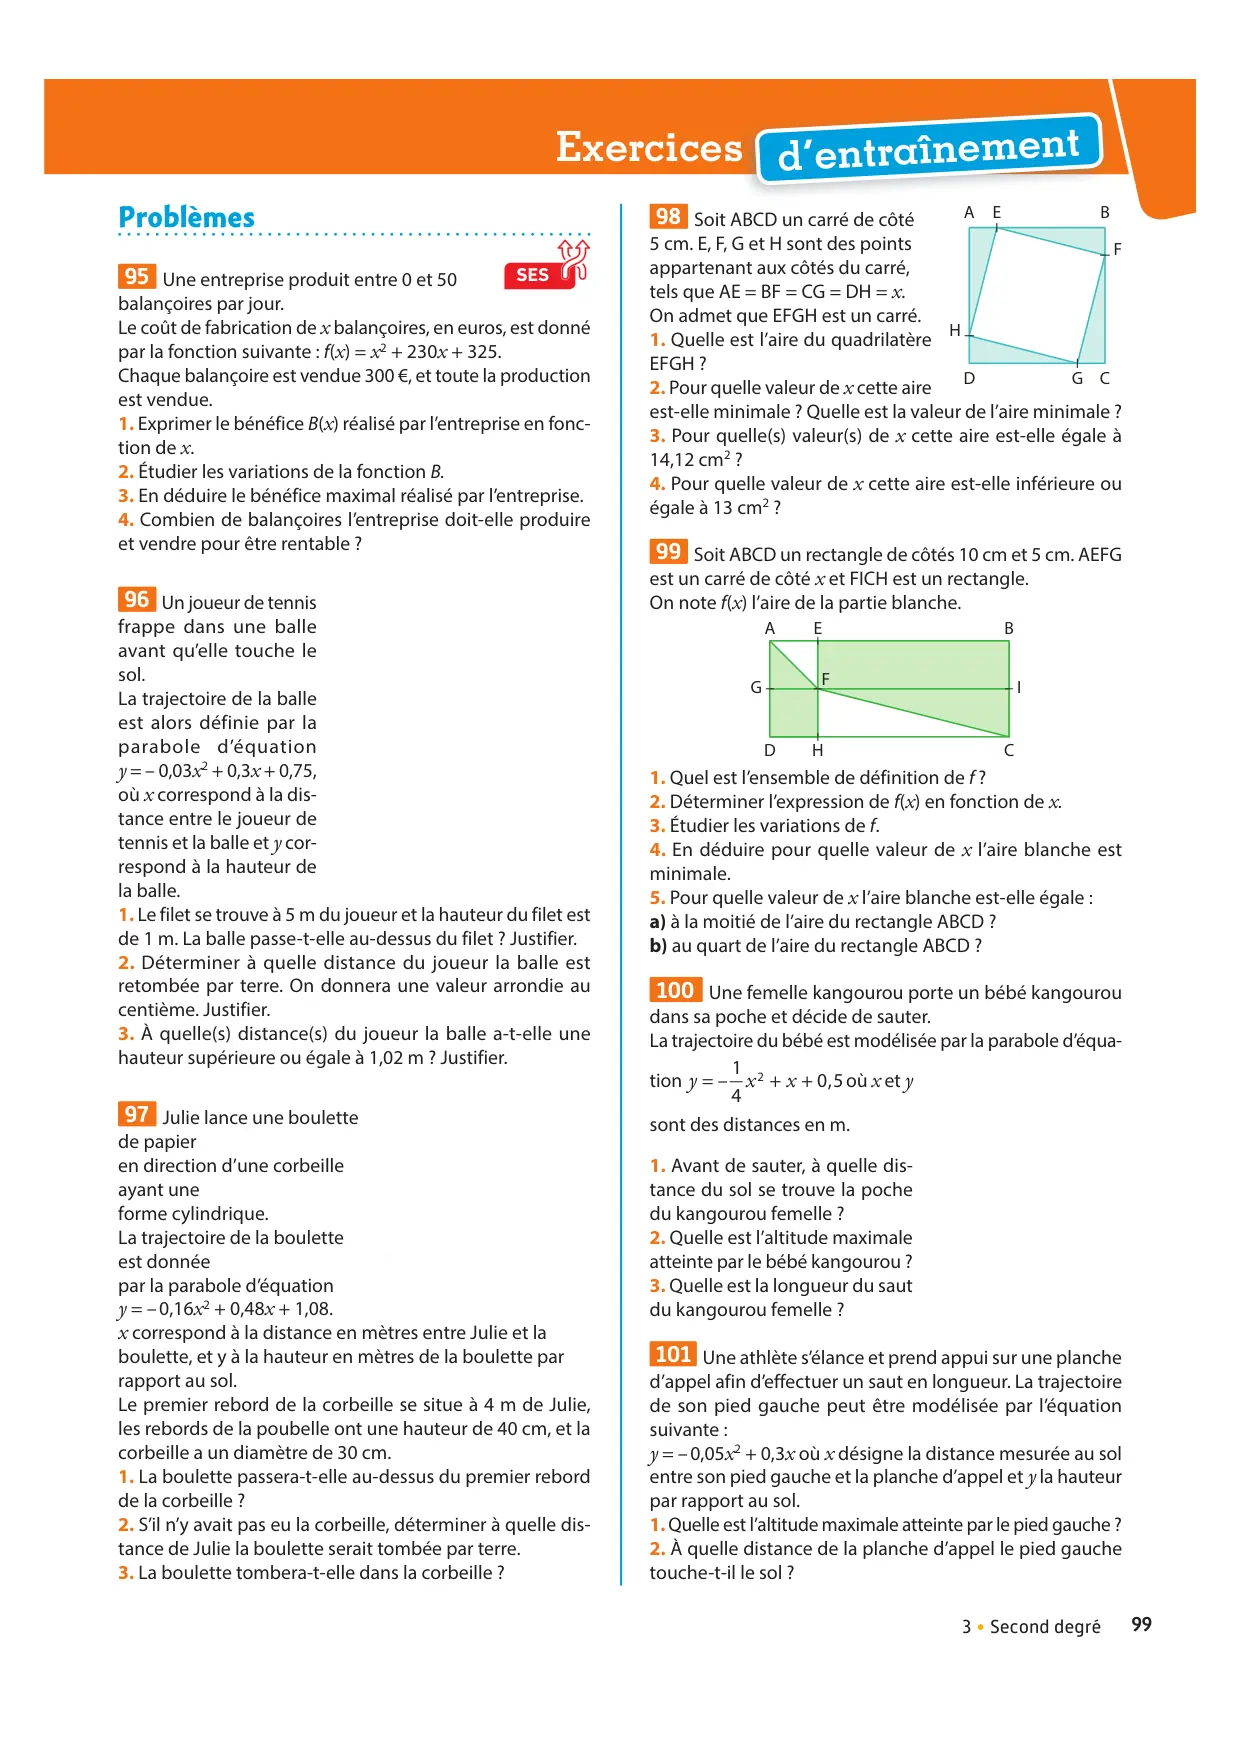 Exercices d'entraînement
Problèmes
95 Une entreprise produit entre 0 et 50
SES
balançoires par jour.
Le coût de fabrication de x balançoires, en euros, est donné
par la fonction suivante : f(x) = x² + 230x + 325.
Chaque balançoire est vendue 300 €, et toute la production
est vendue.
1. Exprimer le bénéfice B(x) réalisé par l'entreprise en fonc-
tion de x.
2. Étudier les variations de la fonction B.
3. En déduire le bénéfice maximal réalisé par l'entreprise.
4. Combien de balançoires l'entreprise doit-elle produire
et vendre pour être rentable ?
96 Un joueur de tennis
frappe dans une balle
avant qu'elle touche le
sol.
La trajectoire de la balle
est alors définie par la
parabole d'équation
y = – 0,03x² + 0,3x + 0,75,
où x correspond à la dis-
tance entre le joueur de
tennis et la balle et y cor-
respond à la hauteur de
la balle.
1. Le filet se trouve à 5 m du joueur et la hauteur du filet est
de 1 m. La balle passe-t-elle au-dessus du filet ? Justifier.
2. Déterminer à quelle distance du joueur la balle est
retombée par terre. On donnera une valeur arrondie au
centième. Justifier.
3. À quelle(s) distance(s) du joueur la balle a-t-elle une
hauteur supérieure ou égale à 1,02 m ? Justifier.
97 Julie lance une boulette
de papier
en direction d'une corbeille
ayant une
forme cylindrique.
La trajectoire de la boulette
est donnée
par la parabole d'équation
y = – 0,16x² + 0,48x + 1,08.
x correspond à la distance en mètres entre Julie et la
boulette, et y à la hauteur en mètres de la boulette par
rapport au sol.
Le premier rebord de la corbeille se situe à 4 m de Julie,
les rebords de la poubelle ont une hauteur de 40 cm, et la
corbeille a un diamètre de 30 cm.
1. La boulette passera-t-elle au-dessus du premier rebord
de la corbeille ?
2. S'il n'y avait pas eu la corbeille, déterminer à quelle dis-
tance de Julie la boulette serait tombée par terre.
3. La boulette tombera-t-elle dans la corbeille ?
98 Soit ABCD un carré de côté
5 cm. E, F, G et H sont des points
appartenant aux côtés du carré,
tels que AE = BF = CG = DH = x.
On admet que EFGH est un carré.
1. Quelle est l'aire du quadrilatère
EFGH ?
2. Pour quelle valeur de x cette aire
est-elle minimale ? Quelle est la valeur de l'aire minimale ?
3. Pour quelle(s) valeur(s) de x cette aire est-elle égale à
14,12 cm² ?
4. Pour quelle valeur de x cette aire est-elle inférieure ou
égale à 13 cm² ?
A E B
F
H
D G C
99 Soit ABCD un rectangle de côtés 10 cm et 5 cm. AEFG
est un carré de côté x et FICH est un rectangle.
On note f(x) l'aire de la partie blanche.
A E B
F
G I
D H C
1. Quel est l'ensemble de définition de f ?
2. Déterminer l'expression de f(x) en fonction de x.
3. Étudier les variations de f.
4. En déduire pour quelle valeur de x l'aire blanche est
minimale.
5. Pour quelle valeur de x l'aire blanche est-elle égale :
a) à la moitié de l'aire du rectangle ABCD ?
b) au quart de l'aire du rectangle ABCD ?
100 Une femelle kangourou porte un bébé kangourou
dans sa poche et décide de sauter.
La trajectoire du bébé est modélisée par la parabole d'équa-
tion y = –1/4 x² + x + 0,5 où x et y
sont des distances en m.
1. Avant de sauter, à quelle dis-
tance du sol se trouve la poche
du kangourou femelle ?
2. Quelle est l'altitude maximale
atteinte par le bébé kangourou ?
3. Quelle est la longueur du saut
du kangourou femelle ?
101 Une athlète s'élance et prend appui sur une planche
d'appel afin d'effectuer un saut en longueur. La trajectoire
de son pied gauche peut être modélisée par l'équation
suivante :
y = – 0,05x² + 0,3x où x désigne la distance mesurée au sol
entre son pied gauche et la planche d'appel et y la hauteur
par rapport au sol.
1. Quelle est l'altitude maximale atteinte par le pied gauche ?
2. À quelle distance de la planche d'appel le pied gauche
touche-t-il le sol ?
3 • Second degré 99